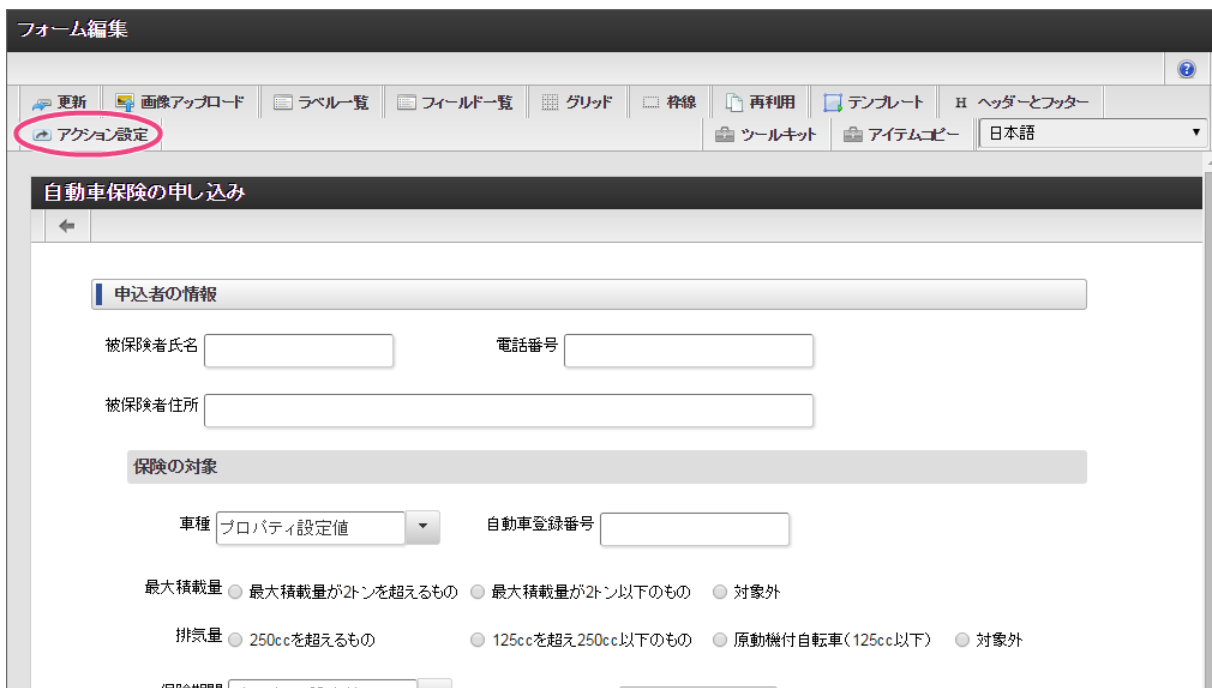 フォーム編集
更新 画像アップロード ラベル一覧 フィールド一覧 グリッド 枠線 再利用 テンプレート H ヘッダーとフッター
アクション設定 ツールキット アイテムコピー 日本語
自動車保険の申し込み
申込者の情報
被保険者氏名 電話番号
被保険者住所
保険の対象
車種 プロパティ設定値 自動車登録番号
最大積載量 最大積載量が2トンを超えるもの 最大積載量が2トン以下のもの 対象外
排気量 250ccを超えるもの 125ccを超え250cc以下のもの 原動機付自転車(125cc以下) 対象外
保険期間